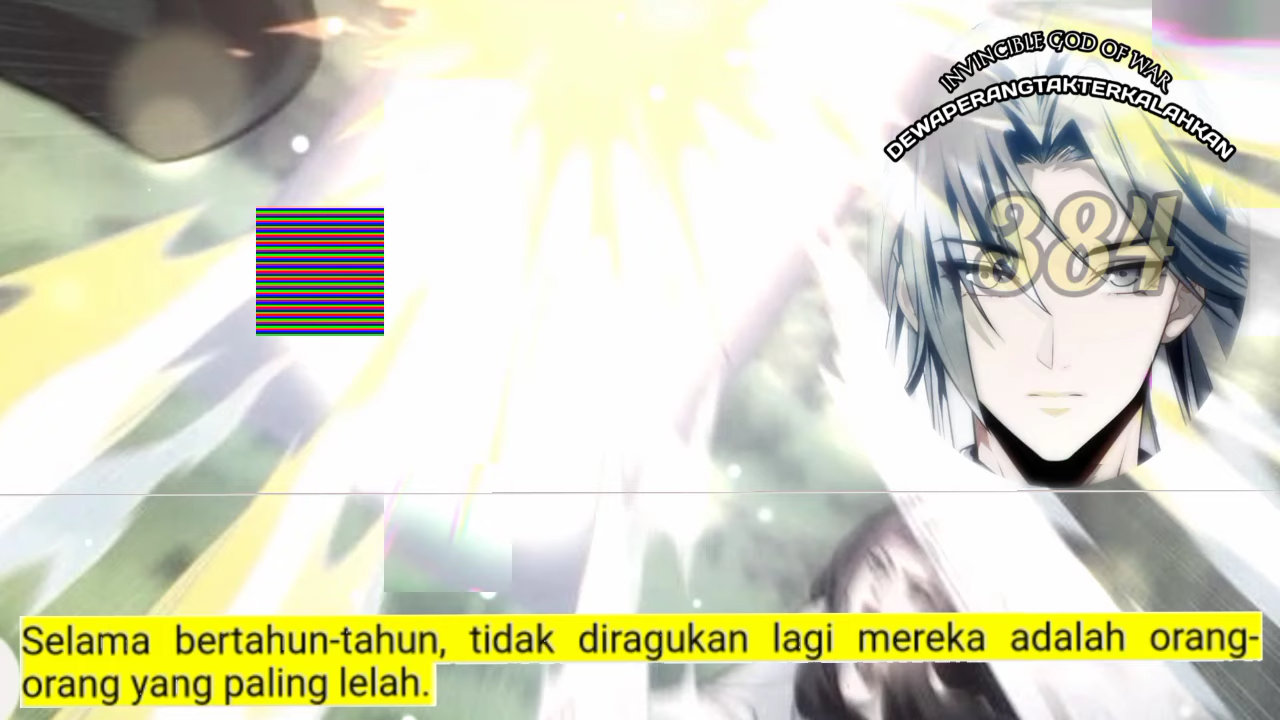 INVINCIBLE GOD OF WAR
DEWAPERANGTAKTERKALAHKAN
384
Selama bertahun-tahun, tidak diragukan lagi mereka adalah orang-
orang yang paling lelah.